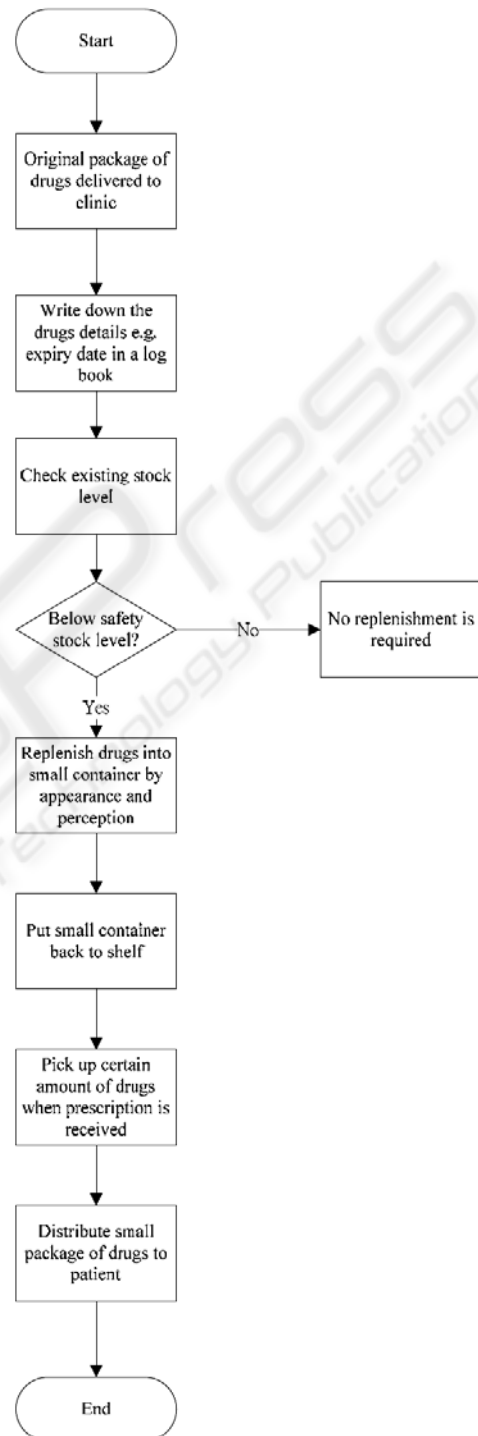 Start
Original package of
drugs delivered to
clinic
Write down the
drugs details e.g.
expiry date in a log
book
Check existing stock
level
Below safety
stock level?
No
No replenishment is
required
Yes
Replenish drugs into
small container by
appearance and
perception
Put small container
back to shelf
Pick up certain
amount of drugs
when prescription is
received
Distribute small
package of drugs to
patient
End
Press
Technology Publication